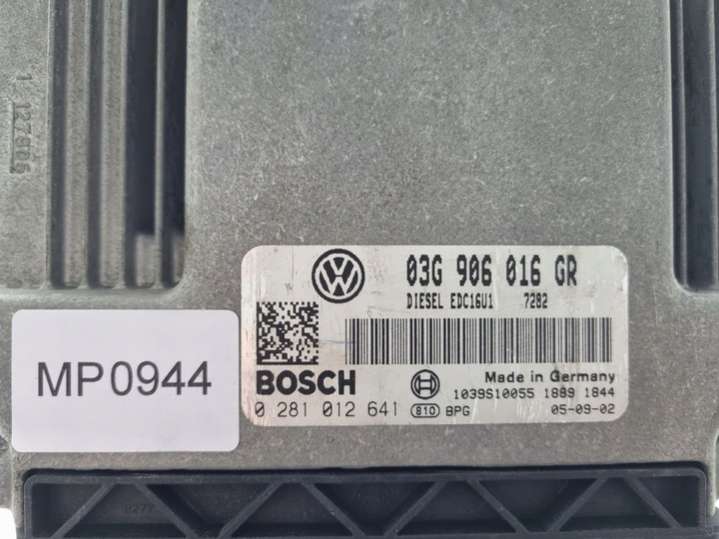 03G 906 016 GR
DIESEL EDC16U1 7282
BOSCH
Made in Germany
1039S10055 1889 1844
0 281 012 641
810 BPG
05-09-02
MP0944